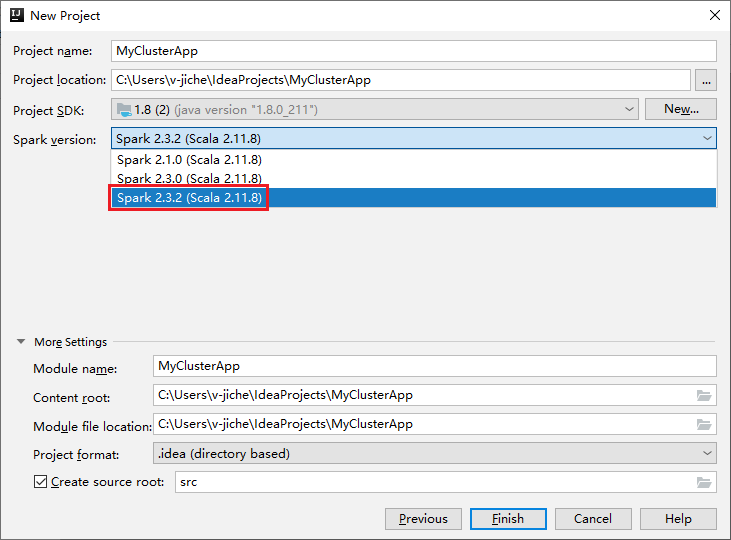 IJ New Project
Project name: MyClusterApp
Project location: C:\Users\v-jiche\IdeaProjects\MyClusterApp ...
Project SDK: 1.8 (2) (java version "1.8.0_211") New...
Spark version: Spark 2.3.2 (Scala 2.11.8)
Spark 2.1.0 (Scala 2.11.8)
Spark 2.3.0 (Scala 2.11.8)
Spark 2.3.2 (Scala 2.11.8)
More Settings
Module name: MyClusterApp
Content root: C:\Users\v-jiche\IdeaProjects\MyClusterApp
Module file location: C:\Users\v-jiche\IdeaProjects\MyClusterApp
Project format: .idea (directory based)
Create source root: src
Previous Finish Cancel Help